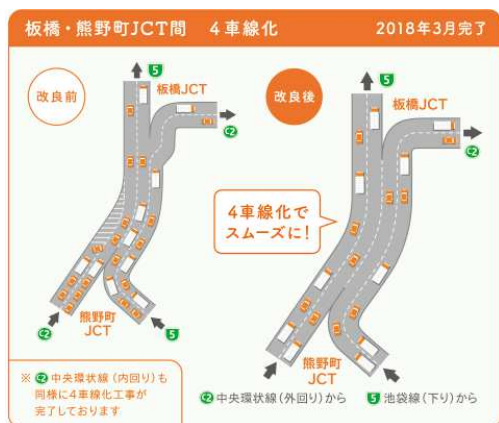 板橋・熊野町JCT間 4車線化
2018年3月完了
改良前
5
板橋JCT
C2
熊野町
JCT
C2
5
改良後
5
板橋JCT
C2
4車線化で
スムーズに！
熊野町
JCT
C2中央環状線（外回り）から
5 池袋線（下り）から
※ C2 中央環状線（内回り）も
同様に4車線化工事が
完了しております